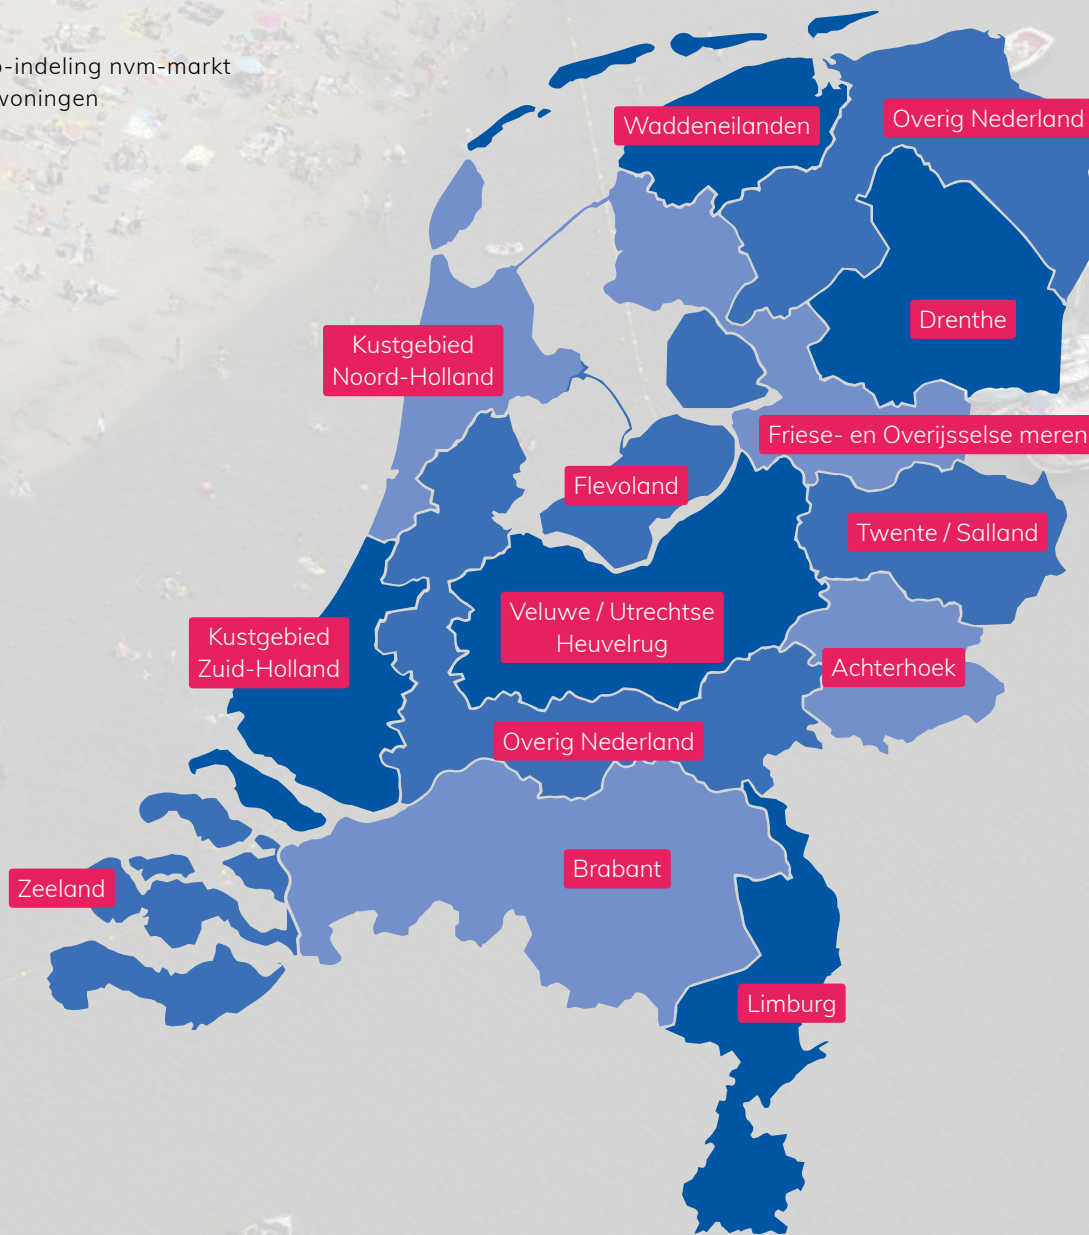 -indeling nvm-markt
woningen
Waddeneilanden
Overig Nederland
Drenthe
Kustgebied
Noord-Holland
Friese- en Overijsselse meren
Flevoland
Twente / Salland
Veluwe / Utrechtse
Heuvelrug
Kustgebied
Zuid-Holland
Achterhoek
Overig Nederland
Brabant
Zeeland
Limburg